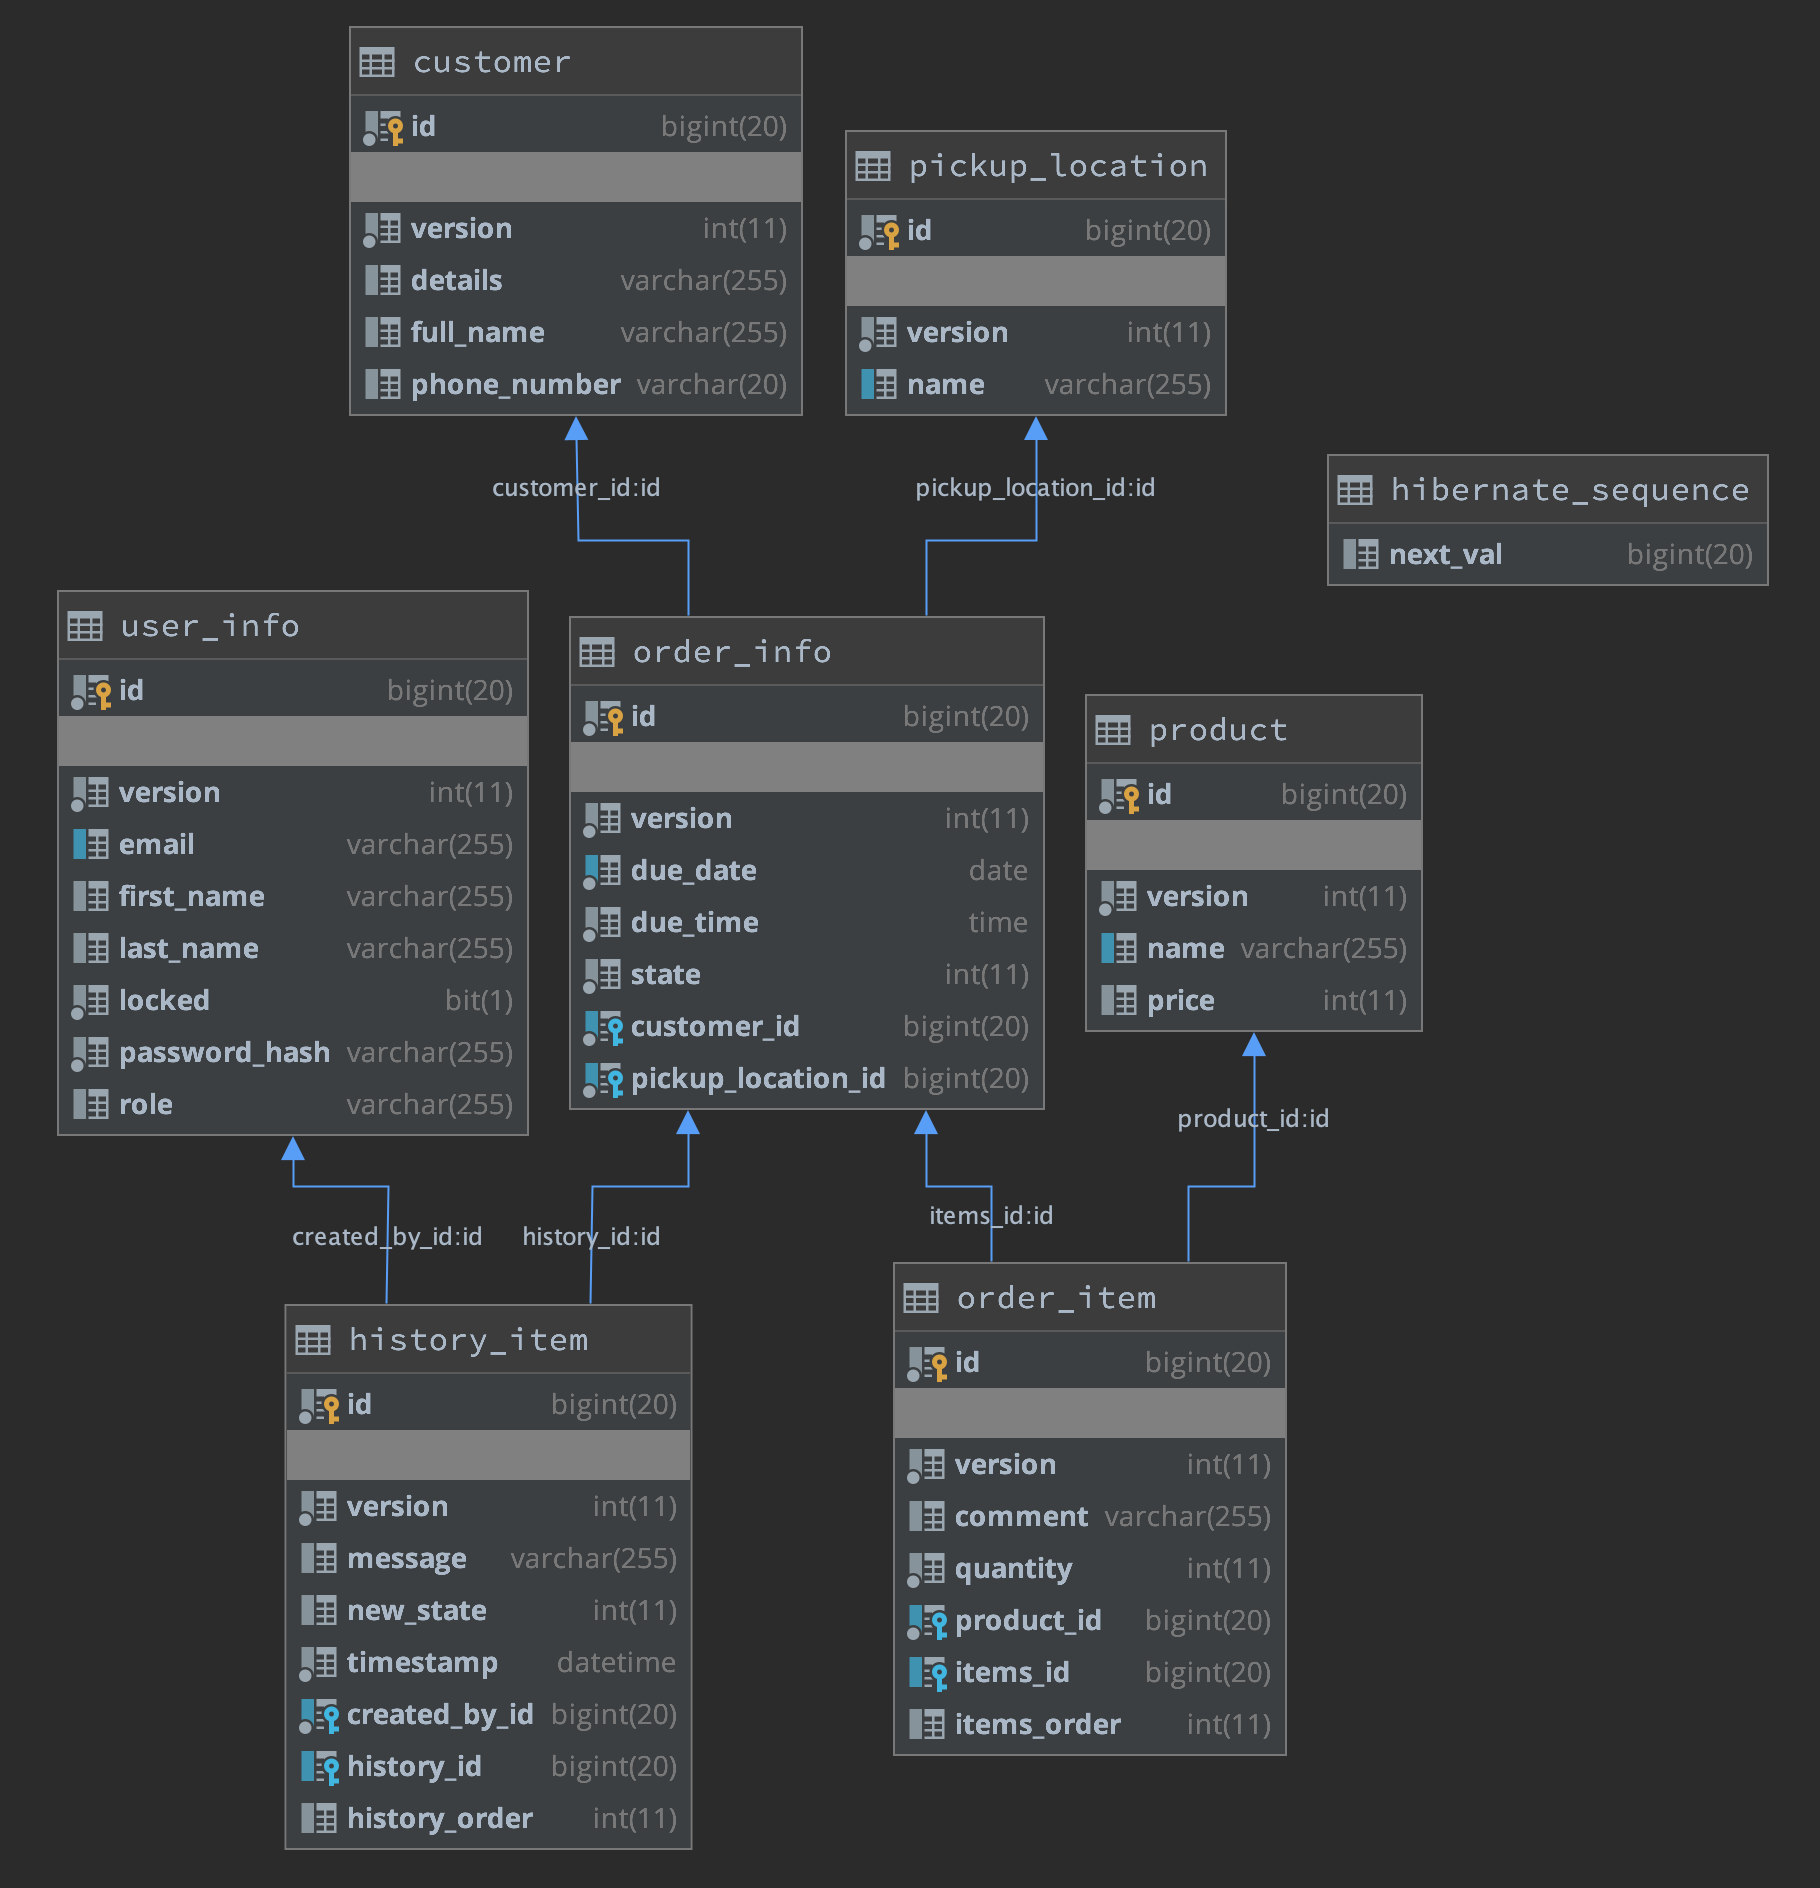 customer
id bigint(20)
version int(11)
details varchar(255)
full_name varchar(255)
phone_number varchar(20)
pickup_location
id bigint(20)
version int(11)
name varchar(255)
customer_id:id
pickup_location_id:id
hibernate_sequence
next_val bigint(20)
user_info
id bigint(20)
version int(11)
email varchar(255)
first_name varchar(255)
last_name varchar(255)
locked bit(1)
password_hash varchar(255)
role varchar(255)
order_info
id bigint(20)
version int(11)
due_date date
due_time time
state int(11)
customer_id bigint(20)
pickup_location_id bigint(20)
product
id bigint(20)
version int(11)
name varchar(255)
price int(11)
product_id:id
created_by_id:id
history_id:id
items_id:id
history_item
id bigint(20)
version int(11)
message varchar(255)
new_state int(11)
timestamp datetime
created_by_id bigint(20)
history_id bigint(20)
history_order int(11)
order_item
id bigint(20)
version int(11)
comment varchar(255)
quantity int(11)
product_id bigint(20)
items_id bigint(20)
items_order int(11)